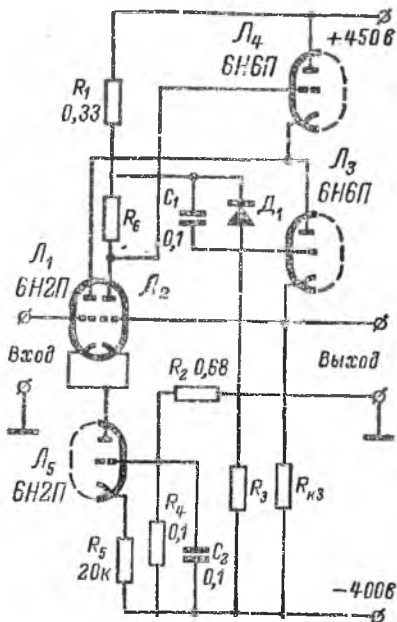 Л4
6Н6П
+450в
R1
0,33
Л3
6Н6П
C1
0,1
Д1
R6
Л1
6Н2П
Л2
Вход
Выход
R2 0,68
Л5
6Н2П
R4
0,1
R3
Rк3
R5
20к
C2
0,1
-400в